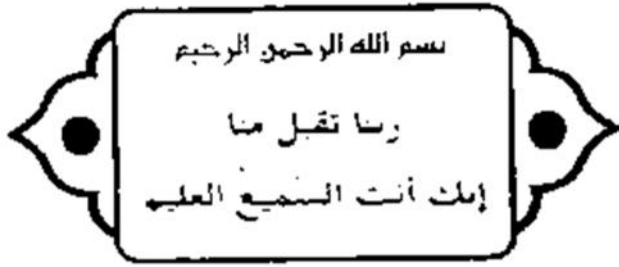 بسم الله الرحمن الرحيم
ربنا تقبل منا
إنك أنت السميع العليم